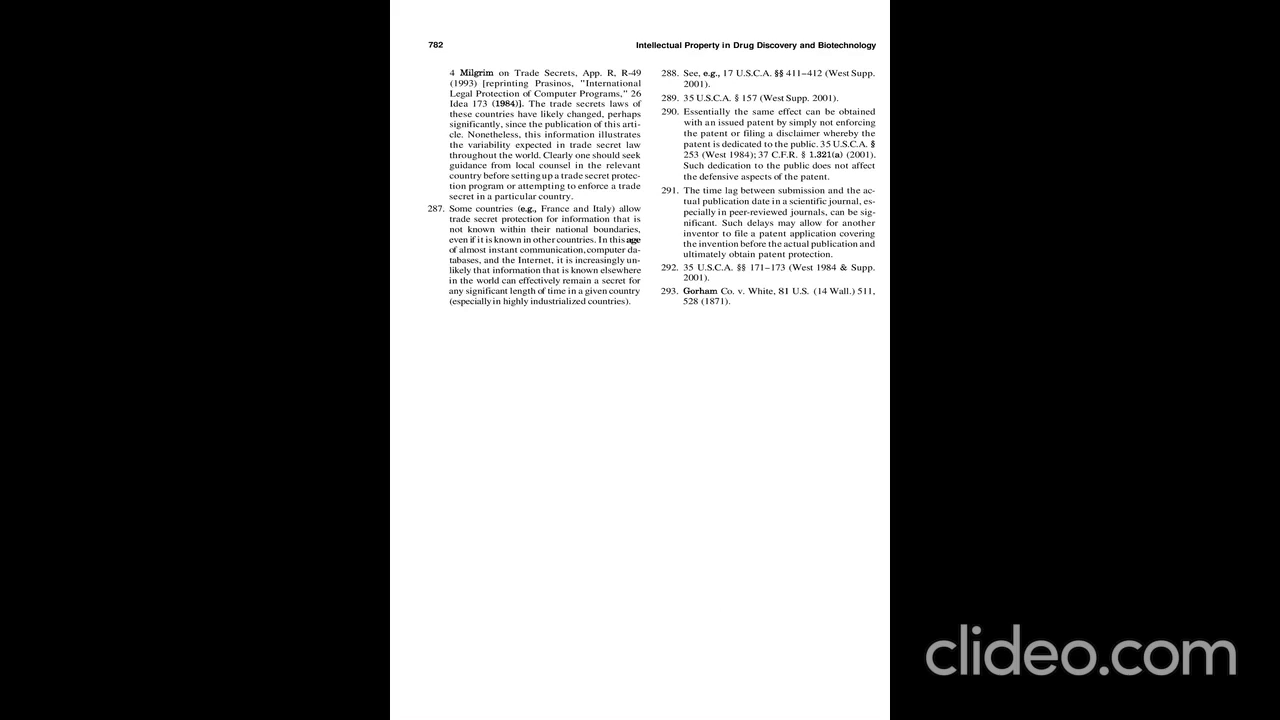 782
Intellectual Property in Drug Discovery and Biotechnology
4 Milgrim on Trade Secrets, App. R, R-49
(1993) [reprinting Prasinos, "International
Legal Protection of Computer Programs," 26
Idea 173 (1984)]. The trade secrets laws of
these countries have likely changed, perhaps
significantly, since the publication of this arti-
cle. Nonetheless, this information illustrates
the variability expected in trade secret law
throughout the world. Clearly one should seek
guidance from local counsel in the relevant
country before setting up a trade secret protec-
tion program or attempting to enforce a trade
secret in a particular country.
287. Some countries (e.g., France and Italy) allow
trade secret protection for information that is
not known within their national boundaries,
even if it is known in other countries. In this age
of almost instant communication, computer da-
tabases, and the Internet, it is increasingly un-
likely that information that is known elsewhere
in the world can effectively remain a secret for
any significant length of time in a given country
(especially in highly industrialized countries).
288. See, e.g., 17 U.S.C.A. §§ 411–412 (West Supp.
2001).
289. 35 U.S.C.A. § 157 (West Supp. 2001).
290. Essentially the same effect can be obtained
with an issued patent by simply not enforcing
the patent or filing a disclaimer whereby the
patent is dedicated to the public. 35 U.S.C.A. §
253 (West 1984); 37 C.F.R. § 1.321(a) (2001).
Such dedication to the public does not affect
the defensive aspects of the patent.
291. The time lag between submission and the ac-
tual publication date in a scientific journal, es-
pecially in peer-reviewed journals, can be sig-
nificant. Such delays may allow for another
inventor to file a patent application covering
the invention before the actual publication and
ultimately obtain patent protection.
292. 35 U.S.C.A. §§ 171–173 (West 1984 & Supp.
2001).
293. Gorham Co. v. White, 81 U.S. (14 Wall.) 511,
528 (1871).
clideo.com